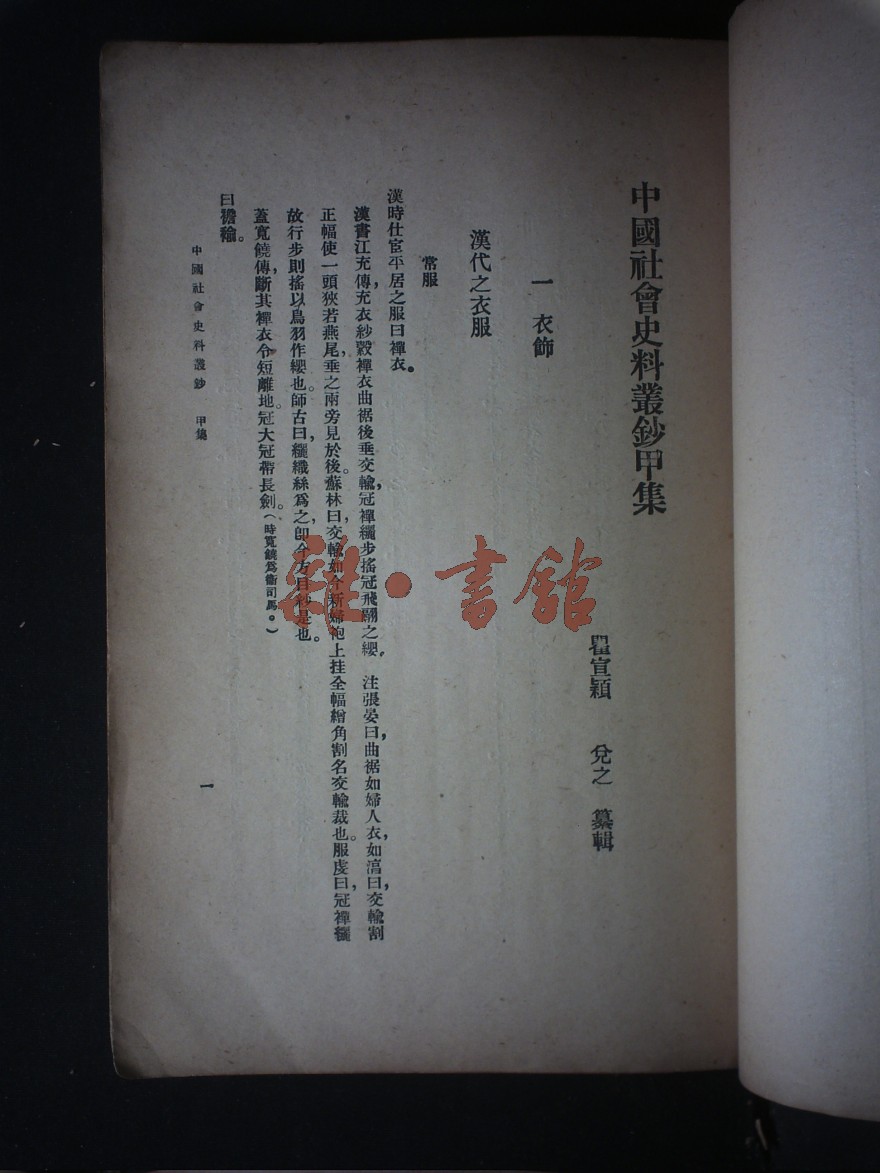 中國社會史料叢鈔甲集
瞿宣穎 兌之 纂輯
一 衣飾
漢代之衣服
常服
漢時仕宦平居之服曰襌衣。
漢書江充傳,充衣紗縠襌衣曲裾後垂交輸,冠襌纚步搖冠飛翮之纓。注張晏曰,曲裾如婦人衣,如湻曰,交輸割
正幅使一頭狹若燕尾,垂之兩旁見於後。蘇林曰,交輸如今新婦袍上挂全幅繒角割名交輸裁也。服虔曰,冠襌纚
故行步則搖以鳥羽作纓也。師古曰,纚織絲爲之,卽今方目紗是也。
蓋寬饒傳,斷其襌衣令短離地。冠大冠帶長劍。(時寬饒爲衞司馬。)
曰襜褕。
中國社會史料叢鈔 甲集
一
雜·書館